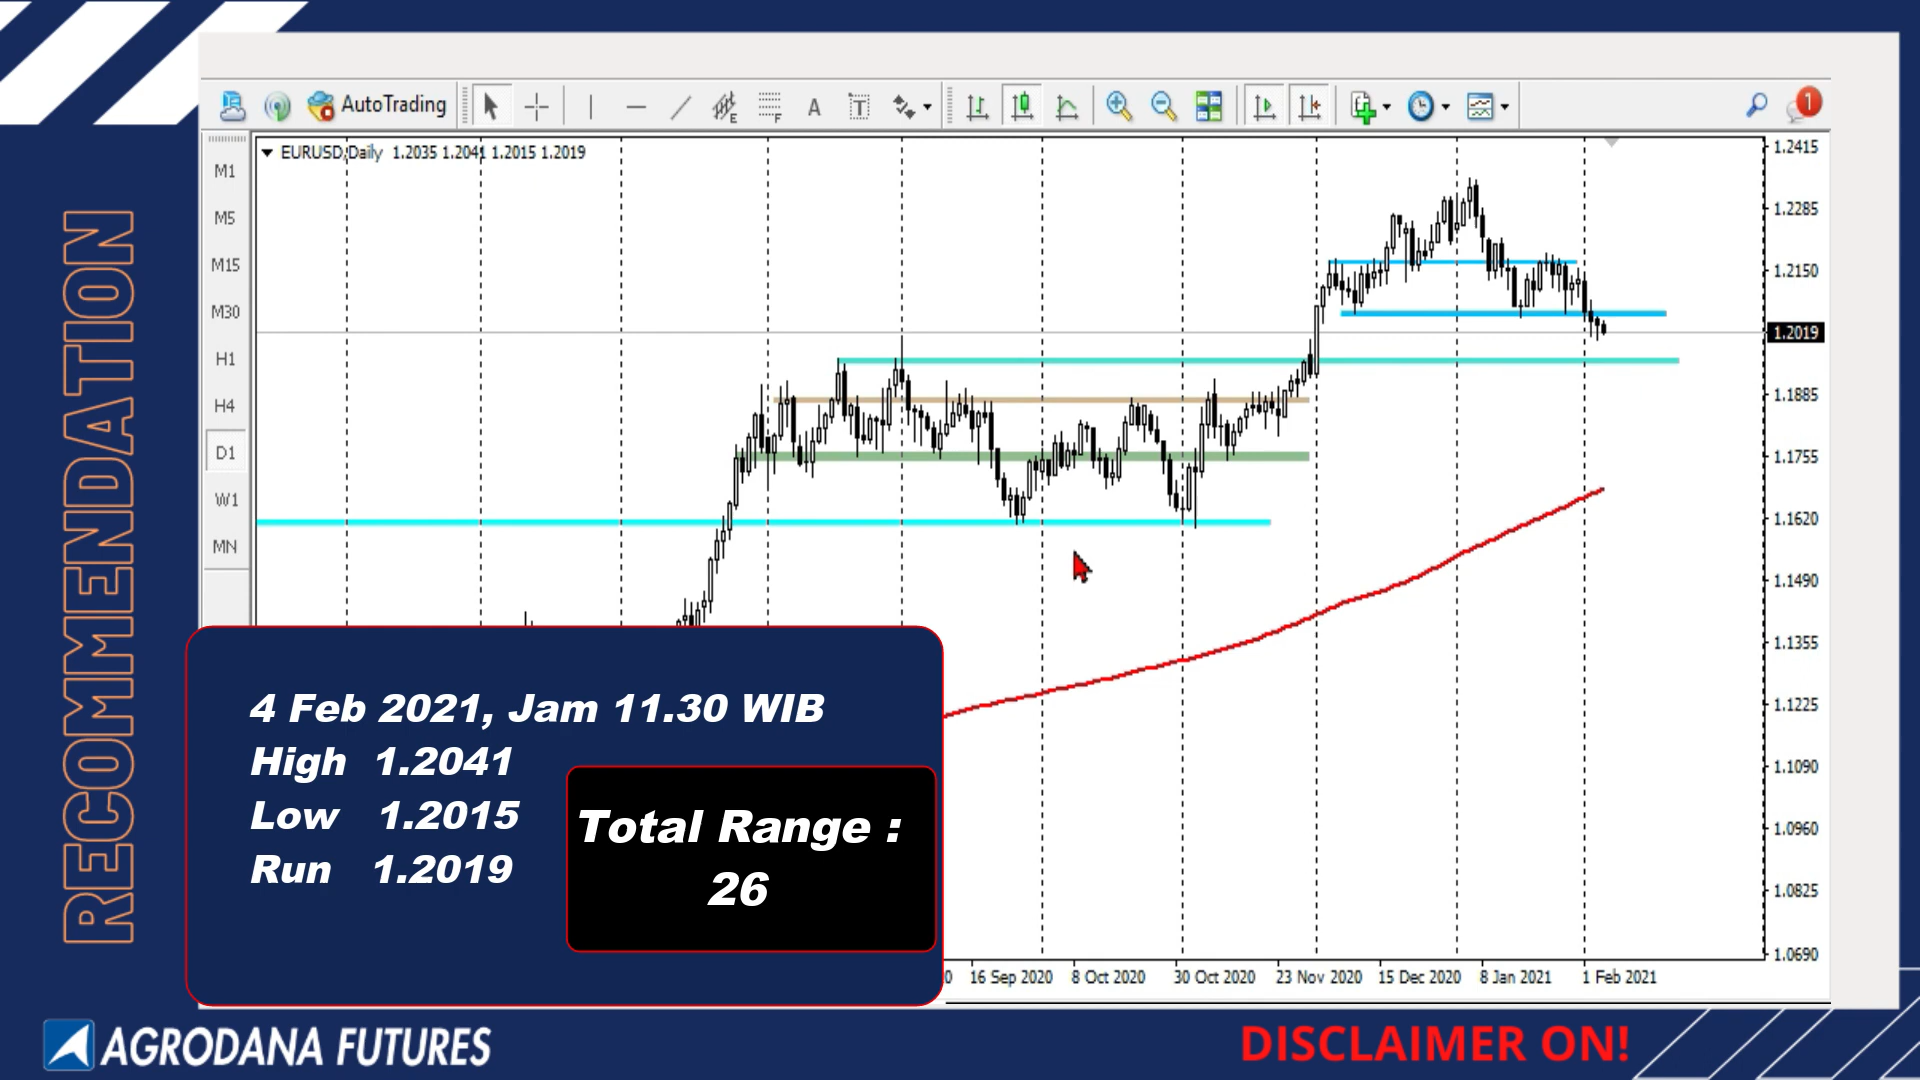 AutoTrading
A
T
E
F
1
EURUSD,Daily 1.2035 1.2041 1.2015 1.2019
M1
M5
M15
M30
H1
H4
D1
W1
MN
1.2415
1.2285
1.2150
1.2019
1.1885
1.1755
1.1620
1.1490
1.1355
1.1225
1.1090
1.0960
1.0825
1.0690
RECOMMENDATION
4 Feb 2021, Jam 11.30 WIB
High 1.2041
Low 1.2015
Run 1.2019
Total Range :
26
0 16 Sep 2020 8 Oct 2020 30 Oct 2020 23 Nov 2020 15 Dec 2020 8 Jan 2021 1 Feb 2021
AGRODANA FUTURES
DISCLAIMER ON!